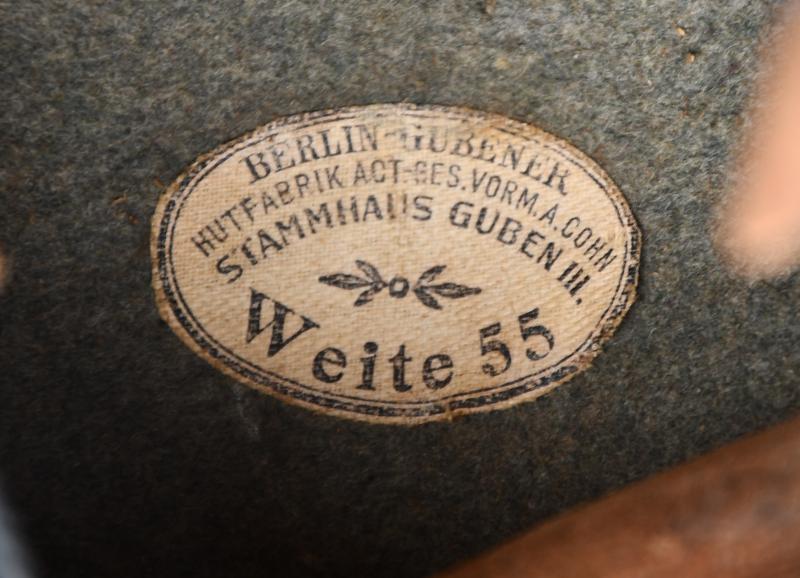 BERLIN-GUBENER
HUTFABRIK ACT-GES. VORM. A. COHN
STAMMHAUS GUBEN III.
Weite 55